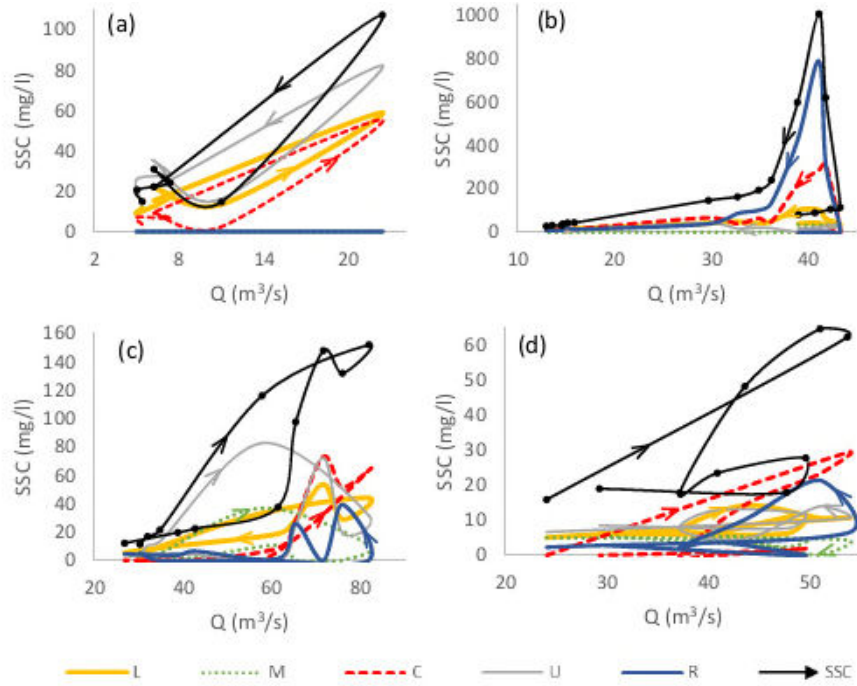 (a)
SSC (mg/l)
100
80
60
40
20
0
2 8 14 20
Q (m³/s)
(b)
SSC (mg/l)
1000
800
600
400
200
0
10 20 30 40
Q (m³/s)
(c)
SSC (mg/l)
160
140
120
100
80
60
40
20
0
20 40 60 80
Q (m³/s)
(d)
SSC (mg/l)
60
50
40
30
20
10
0
20 30 40 50
Q (m³/s)
L M C U R SSC